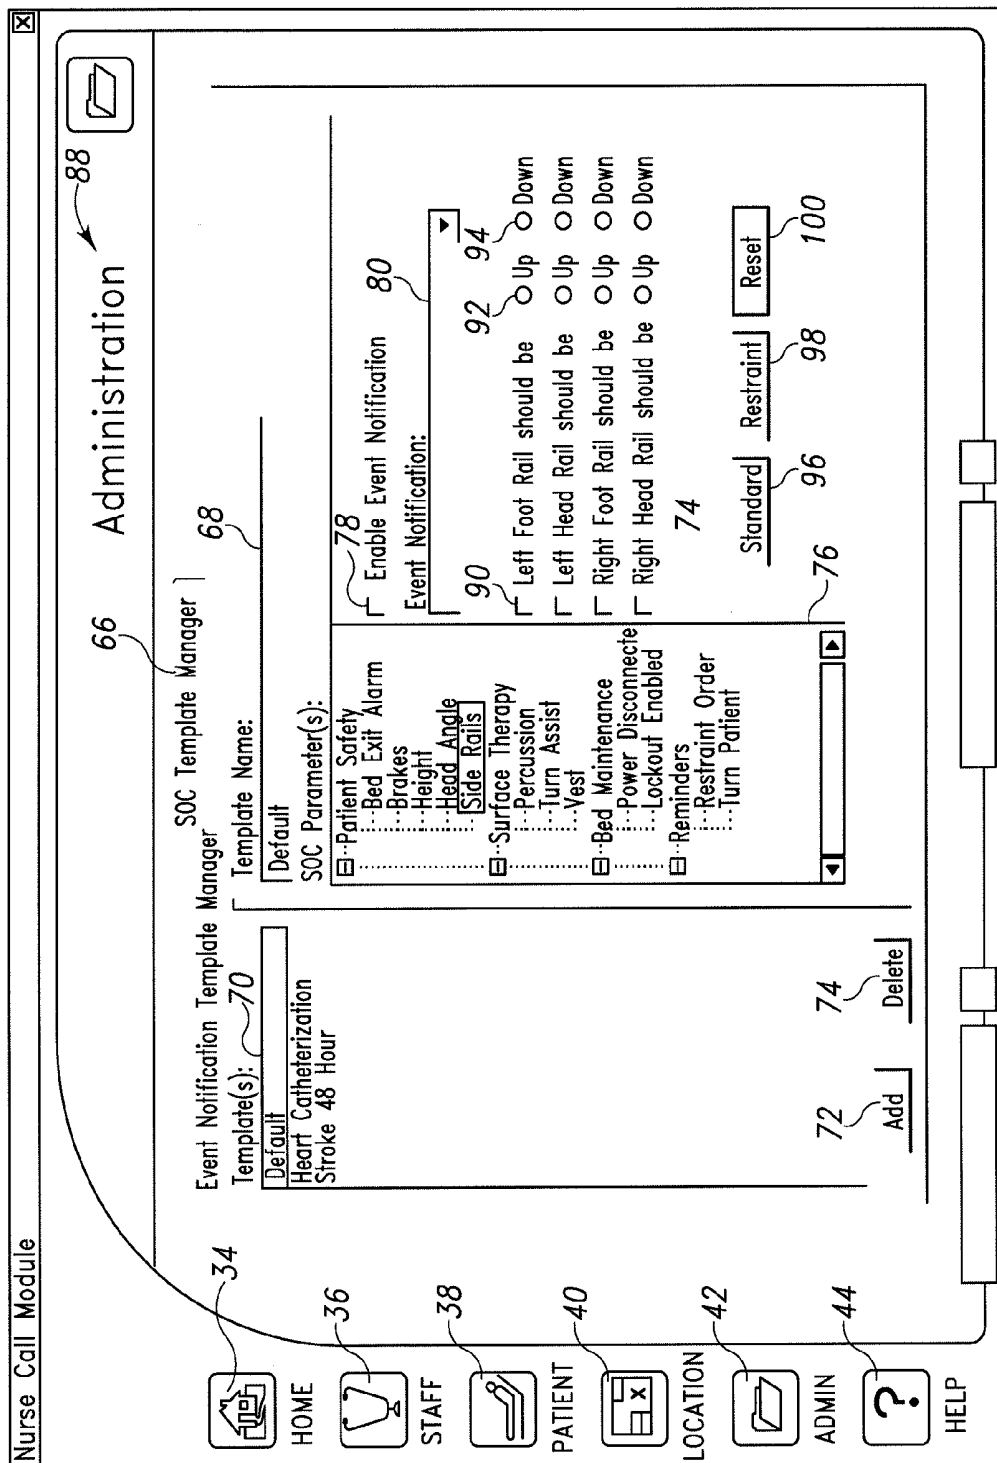 Nurse Call Module
X
Administration
88
HOME
34
STAFF
36
PATIENT
38
LOCATION
40
X
ADMIN
42
HELP
44
?
Event Notification Template Manager
SOC Template Manager
66
Template(s):
70
Default
Heart Catheterization
Stroke 48 Hour
Add
72
Delete
74
Template Name:
68
Default
SOC Parameter(s):
Patient Safety
Bed Exit Alarm
Brakes
Height
Head Angle
Side Rails
Surface Therapy
Percussion
Turn Assist
Vest
Bed Maintenance
Power Disconnecte
Lockout Enabled
Reminders
Restraint Order
Turn Patient
76
78
Enable Event Notification
Event Notification:
80
90
92
94
Left Foot Rail should be Up Down
Left Head Rail should be Up Down
Right Foot Rail should be Up Down
Right Head Rail should be Up Down
74
Standard Restraint Reset
96 98 100